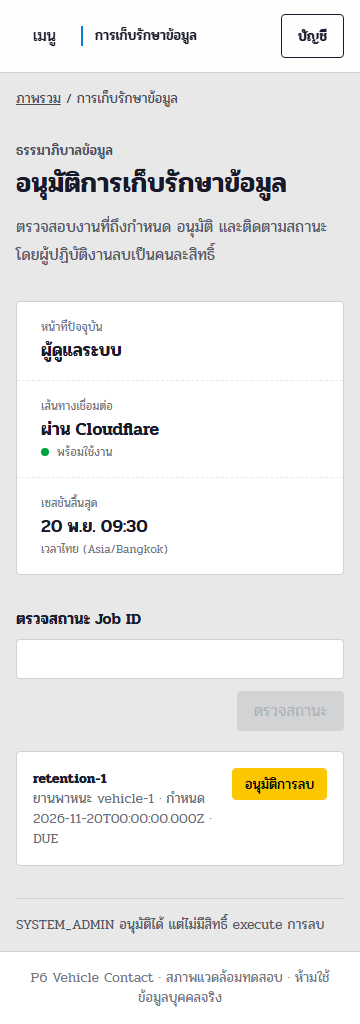 เมนู
การเก็บรักษาข้อมูล
บัญชี
ภาพรวม / การเก็บรักษาข้อมูล
ธรรมาภิบาลข้อมูล
อนุมัติการเก็บรักษาข้อมูล
ตรวจสอบงานที่ถึงกำหนด อนุมัติ และติดตามสถานะ
โดยผู้ปฏิบัติงานลบเป็นคนละสิทธิ์
หน้าที่ปัจจุบัน
ผู้ดูแลระบบ
เส้นทางเชื่อมต่อ
ผ่าน Cloudflare
พร้อมใช้งาน
เซสชันสิ้นสุด
20 พ.ย. 09:30
เวลาไทย (Asia/Bangkok)
ตรวจสถานะ Job ID
ตรวจสถานะ
retention-1
ยานพาหนะ vehicle-1 · กำหนด
2026-11-20T00:00:00.000Z ·
DUE
อนุมัติการลบ
SYSTEM_ADMIN อนุมัติได้ แต่ไม่มีสิทธิ์ execute การลบ
P6 Vehicle Contact · สภาพแวดล้อมทดสอบ · ห้ามใช้
ข้อมูลบุคคลจริง